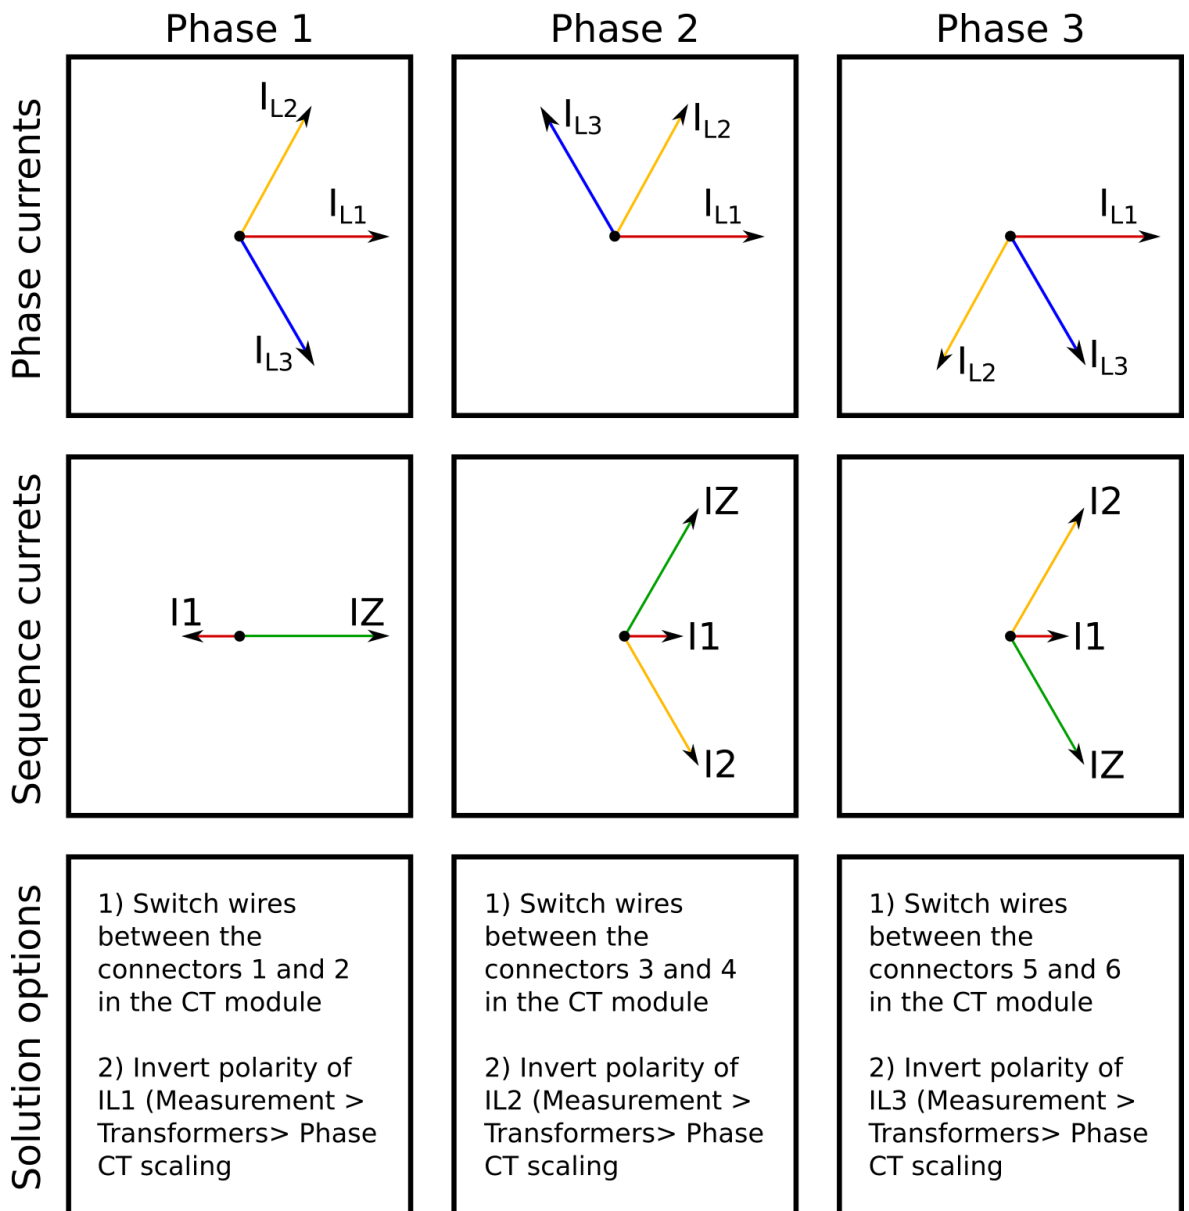 Phase 1
Phase 2
Phase 3
Phase currents
IL2
IL1
IL3
IL3
IL2
IL1
IL1
IL2
IL3
Sequence currets
I1
IZ
IZ
I1
I2
I2
I1
IZ
Solution options
1) Switch wires
between the
connectors 1 and 2
in the CT module
2) Invert polarity of
IL1 (Measurement >
Transformers> Phase
CT scaling
1) Switch wires
between the
connectors 3 and 4
in the CT module
2) Invert polarity of
IL2 (Measurement >
Transformers> Phase
CT scaling
1) Switch wires
between the
connectors 5 and 6
in the CT module
2) Invert polarity of
IL3 (Measurement >
Transformers> Phase
CT scaling